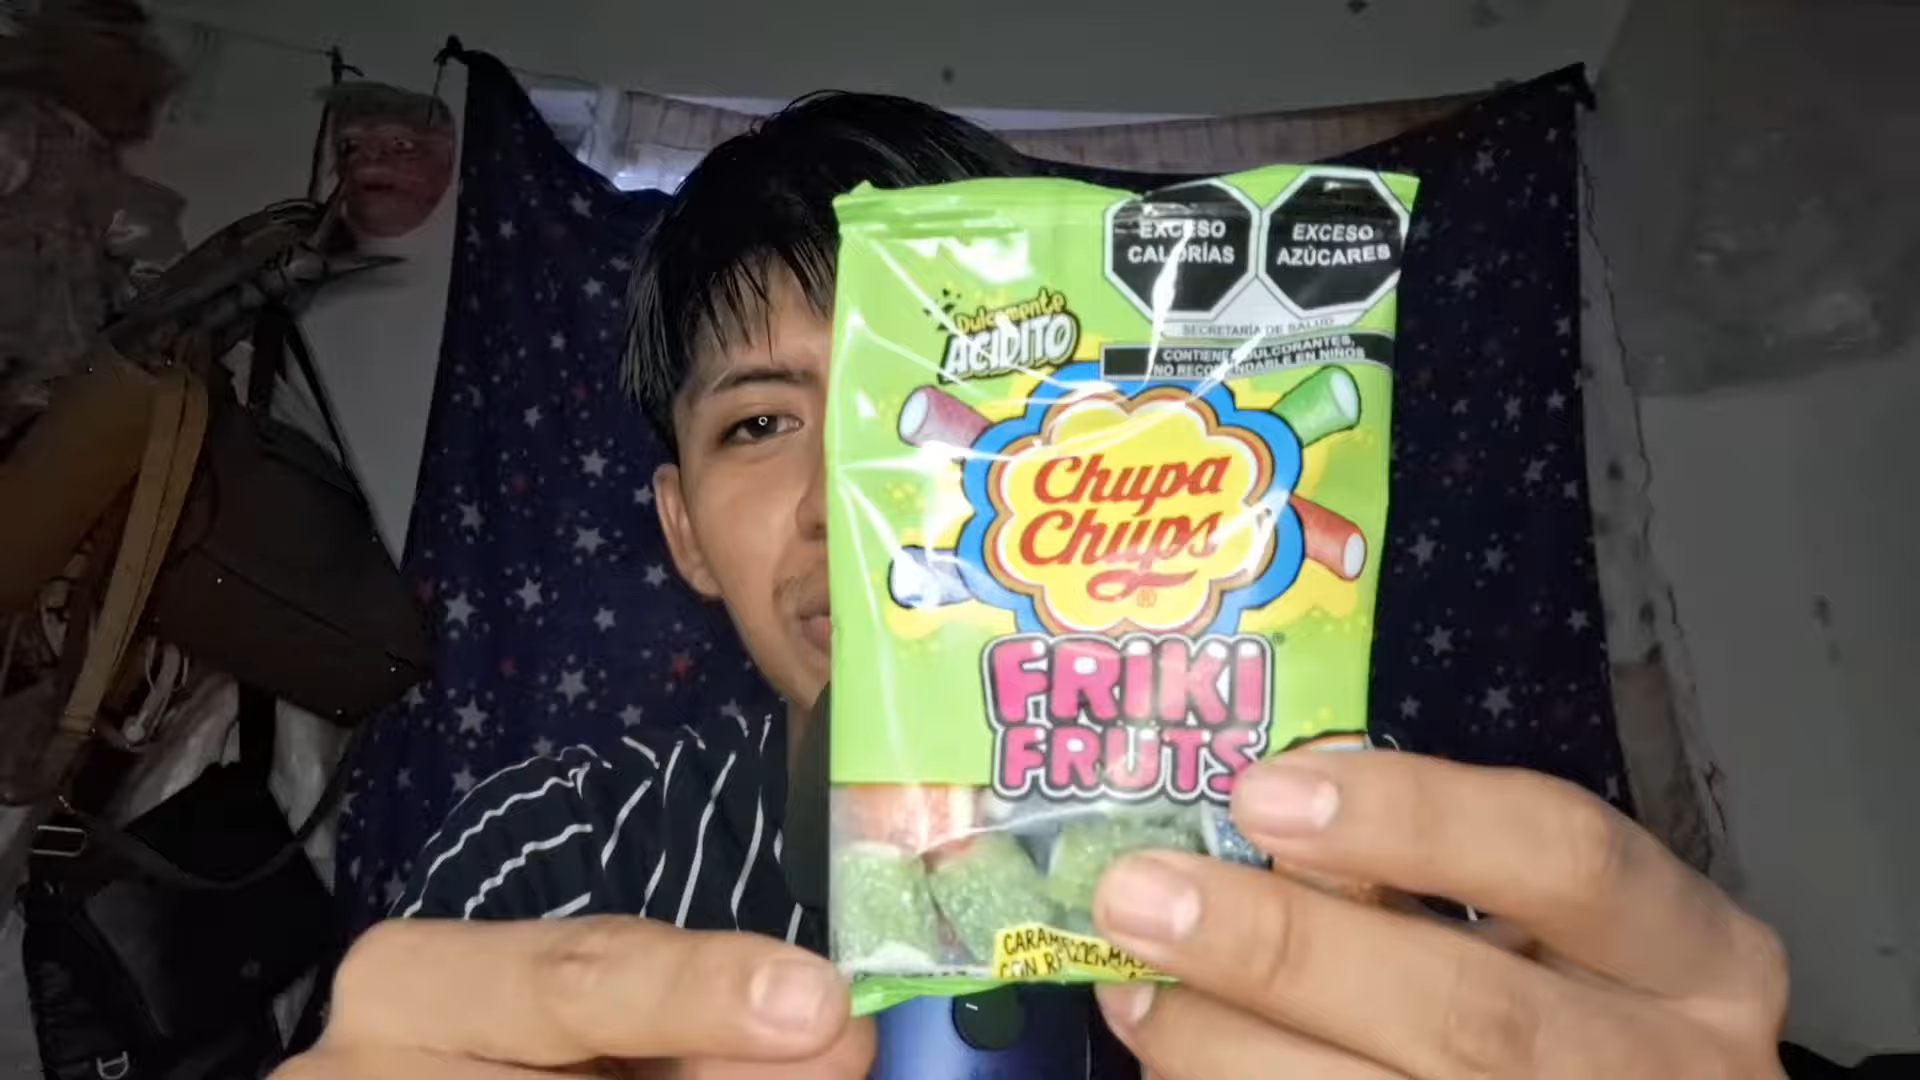 EXCESO
CALORÍAS
EXCESO
AZÚCARES
SECRETARÍA DE SALUD
CONTIENE EDULCORANTES,
NO RECOMENDABLE EN NIÑOS
Dulcemente
ACIDITO
Chupa
Chups
®
FRIKI
FRUTS
CON